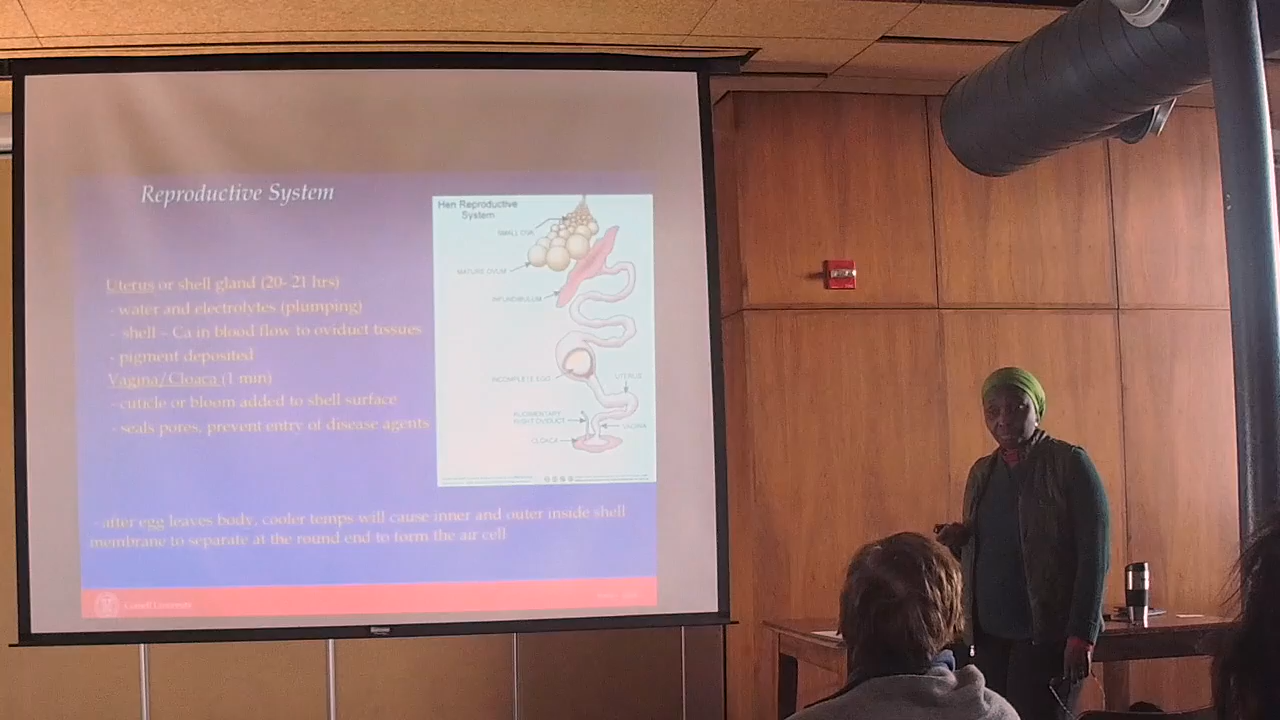 Reproductive System
Uterus or shell gland (20- 21 hrs)
- water and electrolytes (plumping)
- shell – Ca in blood flow to oviduct tissues
- pigment deposited
Vagina/Cloaca (1 min)
- cuticle or bloom added to shell surface
- seals pores, prevent entry of disease agents
- after egg leaves body, cooler temps will cause inner and outer inside shell
membrane to separate at the round end to form the air cell
Cornell University
Hen Reproductive
System
SMALL OVA
MATURE OVUM
INFUNDIBULUM
INCOMPLETE EGG
UTERUS
RUDIMENTARY
RIGHT OVIDUCT
VAGINA
CLOACA